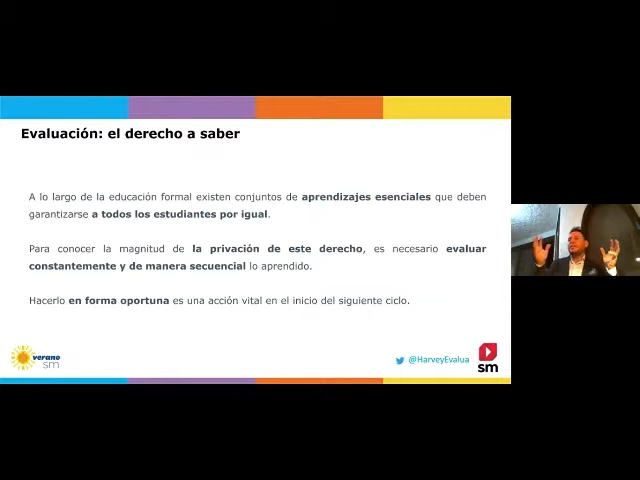 Evaluación: el derecho a saber
A lo largo de la educación formal existen conjuntos de aprendizajes esenciales que deben
garantizarse a todos los estudiantes por igual.
Para conocer la magnitud de la privación de este derecho, es necesario evaluar
constantemente y de manera secuencial lo aprendido.
Hacerlo en forma oportuna es una acción vital en el inicio del siguiente ciclo.
verano
sm
@HarveyEvalua
sm